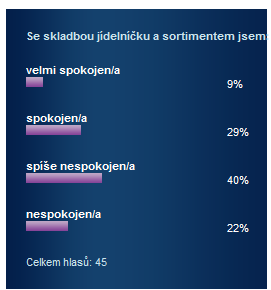 Se skladbou jídelníčku a sortimentem jsem
velmi spokojen/a
9%
spokojen/a
29%
spíše nespokojen/a
40%
nespokojen/a
22%
Celkem hlasů: 45